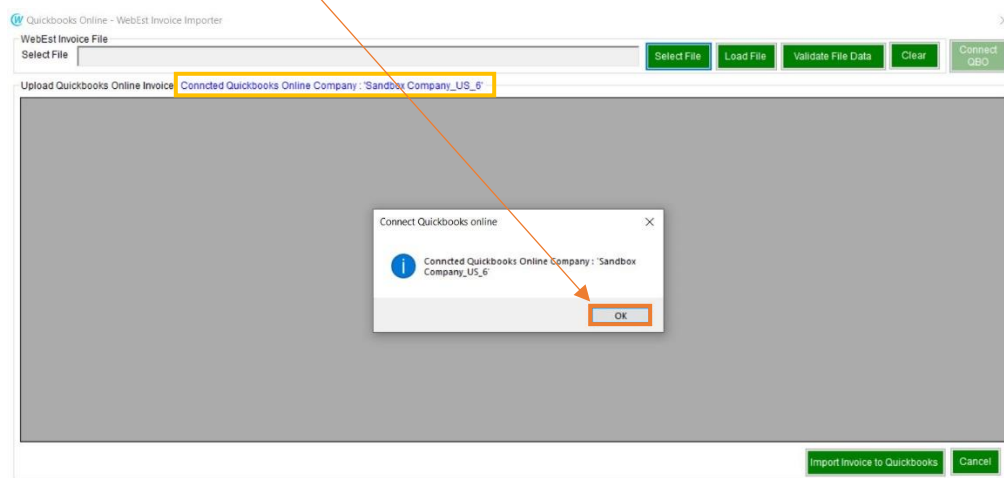 Quickbooks Online - WebEst Invoice Importer
WebEst Invoice File
Select File
Select File
Load File
Validate File Data
Clear
Connect
QBO
Upload Quickbooks Online Invoice Conncted Quickbooks Online Company : 'Sandbox Company_US_6'
Connect Quickbooks online
Conncted Quickbooks Online Company : 'Sandbox
Company_US_6'
OK
Import Invoice to Quickbooks
Cancel